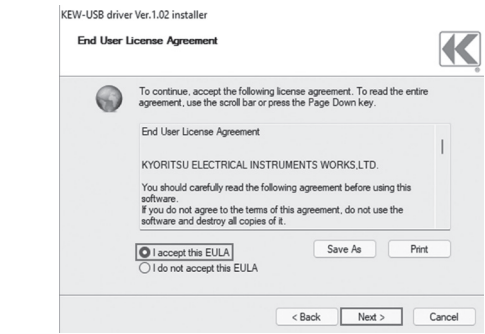 KEW-USB driver Ver.1.02 installer
End User License Agreement
To continue, accept the following license agreement. To read the entire
agreement, use the scroll bar or press the Page Down key.
End User License Agreement
KYORITSU ELECTRICAL INSTRUMENTS WORKS,LTD.
You should carefully read the following agreement before using this
software.
If you do not agree to the terms of this agreement, do not use the
software and destroy all copies of it.
I accept this EULA
Save As
Print
I do not accept this EULA
< Back
Next >
Cancel